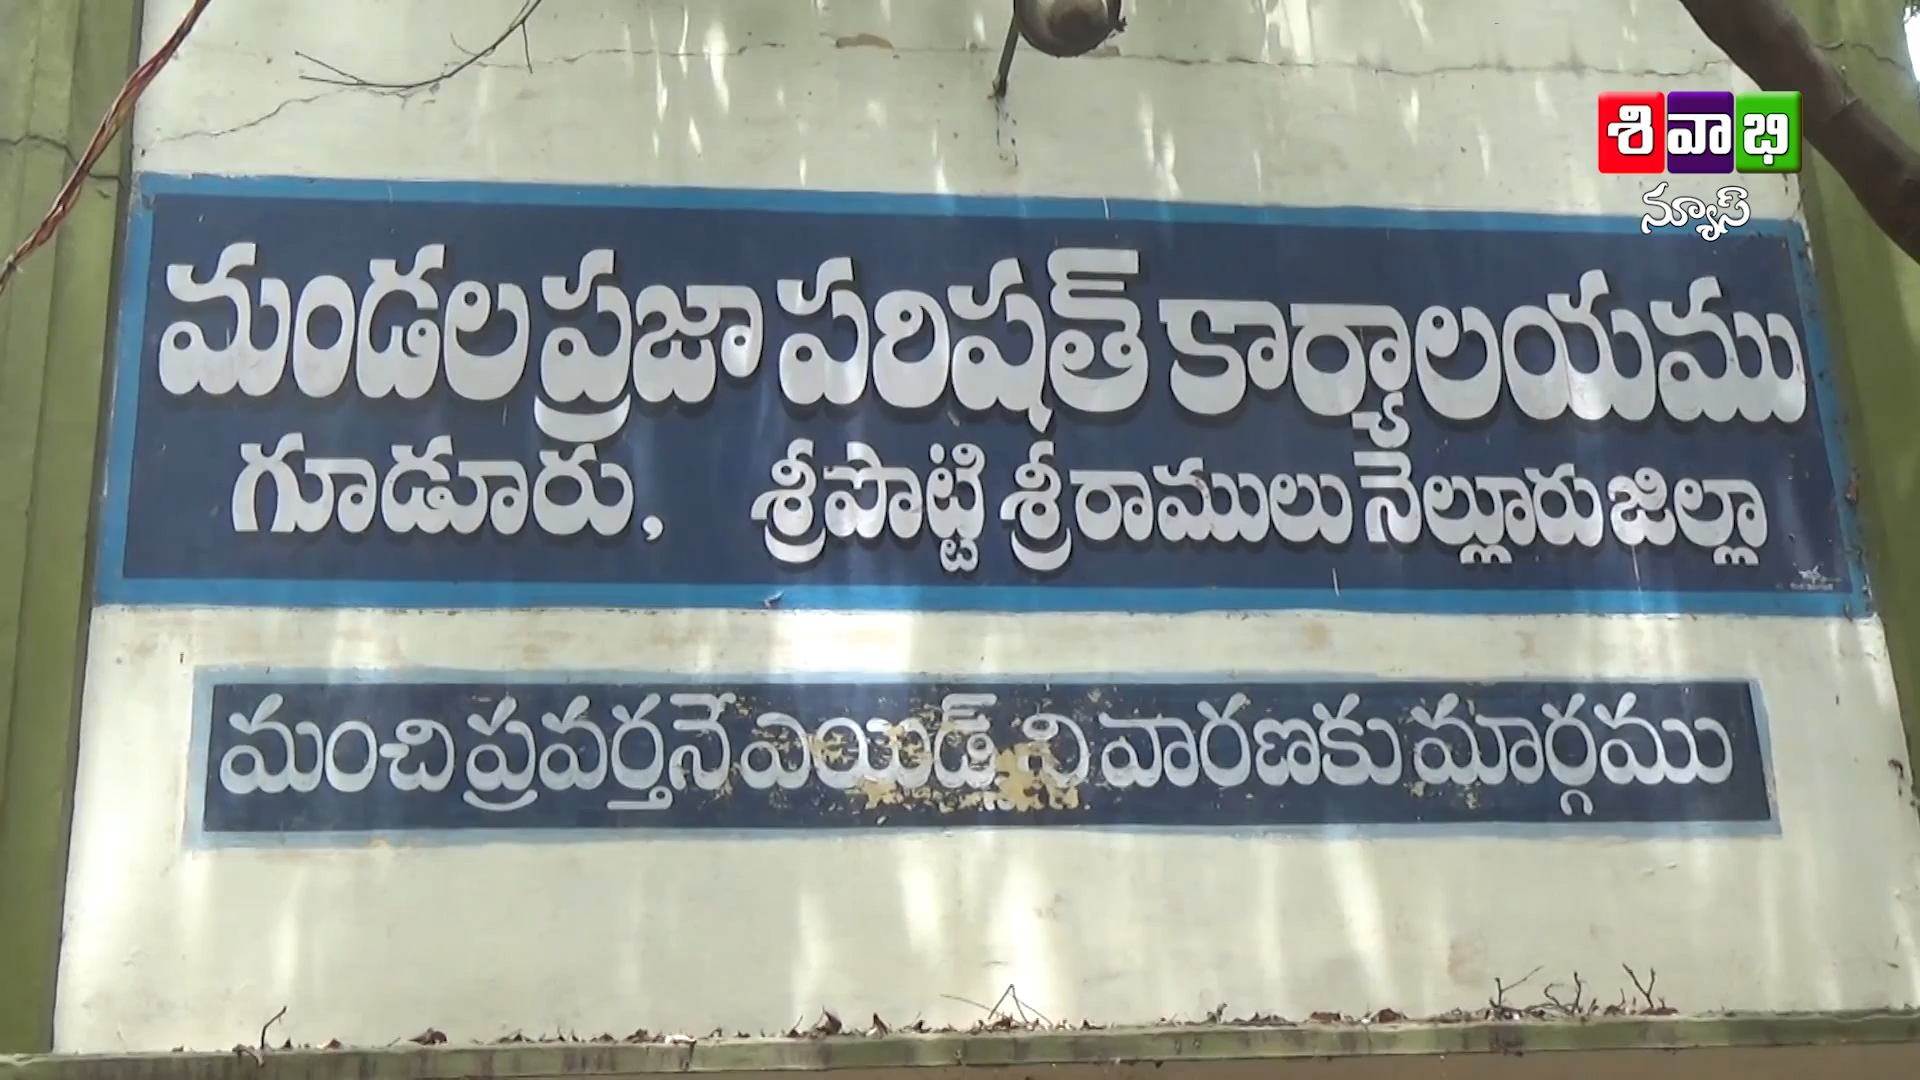 శివాభి
న్యూస్
మండల ప్రజా పరిషత్ కార్యాలయము
గూడూరు, శ్రీపొట్టి శ్రీరాములు నెల్లూరు జిల్లా
మంచి ప్రవర్తనే ఎయిడ్స్ నివారణకు మార్గము